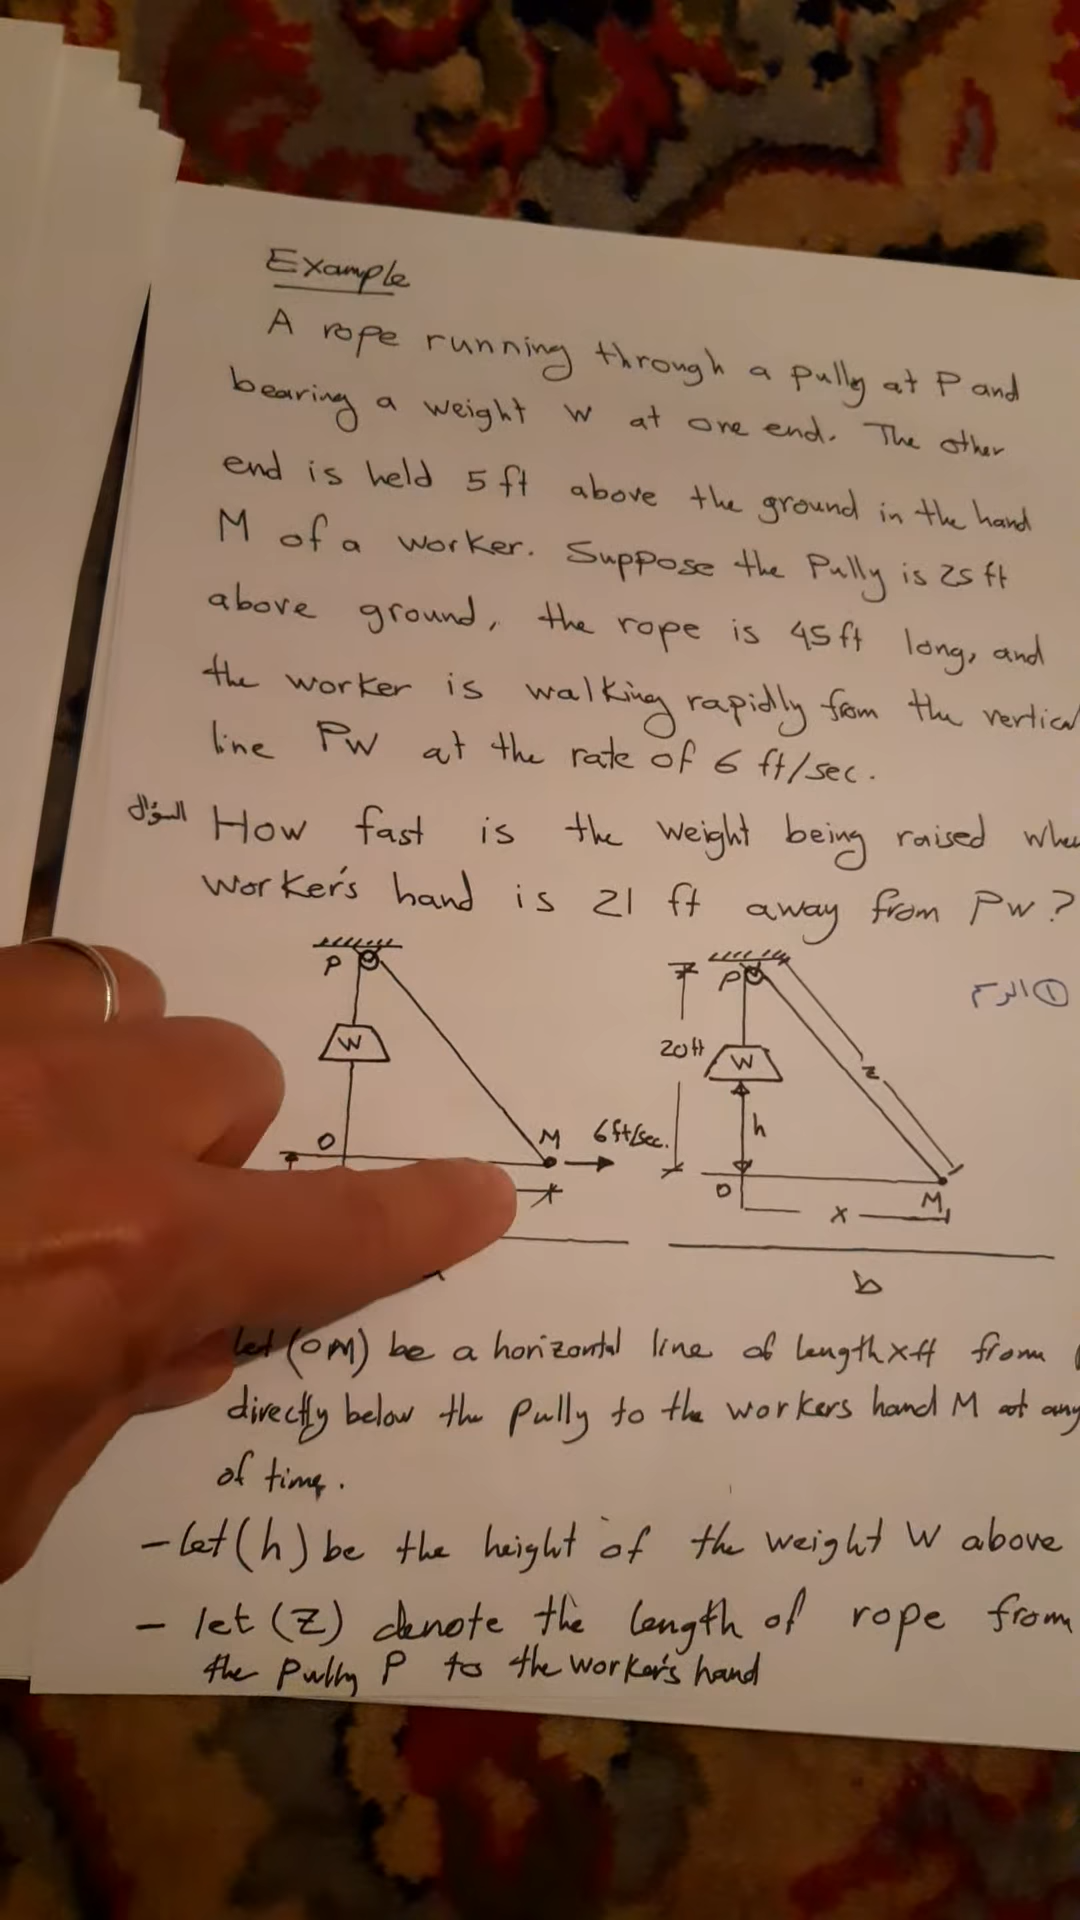 Example
A rope running through a pully at P and
bearing a weight W at one end. The other
end is held 5 ft above the ground in the hand
M of a worker. Suppose the Pully is 25 ft
above ground, the rope is 45 ft long, and
the worker is walking rapidly from the vertical
line PW at the rate of 6 ft/sec.
السؤال How fast is the weight being raised when
worker's hand is 21 ft away from PW?
P
W
O
M
6 ft/sec.
P
20 ft
W
z
h
O
M
x
① الرسم
b
let (OM) be a horizontal line of length x ft from
directly below the pully to the workers hand M at any
of time.
- let (h) be the height of the weight W above
- let (Z) denote the length of rope from
the pully P to the worker's hand